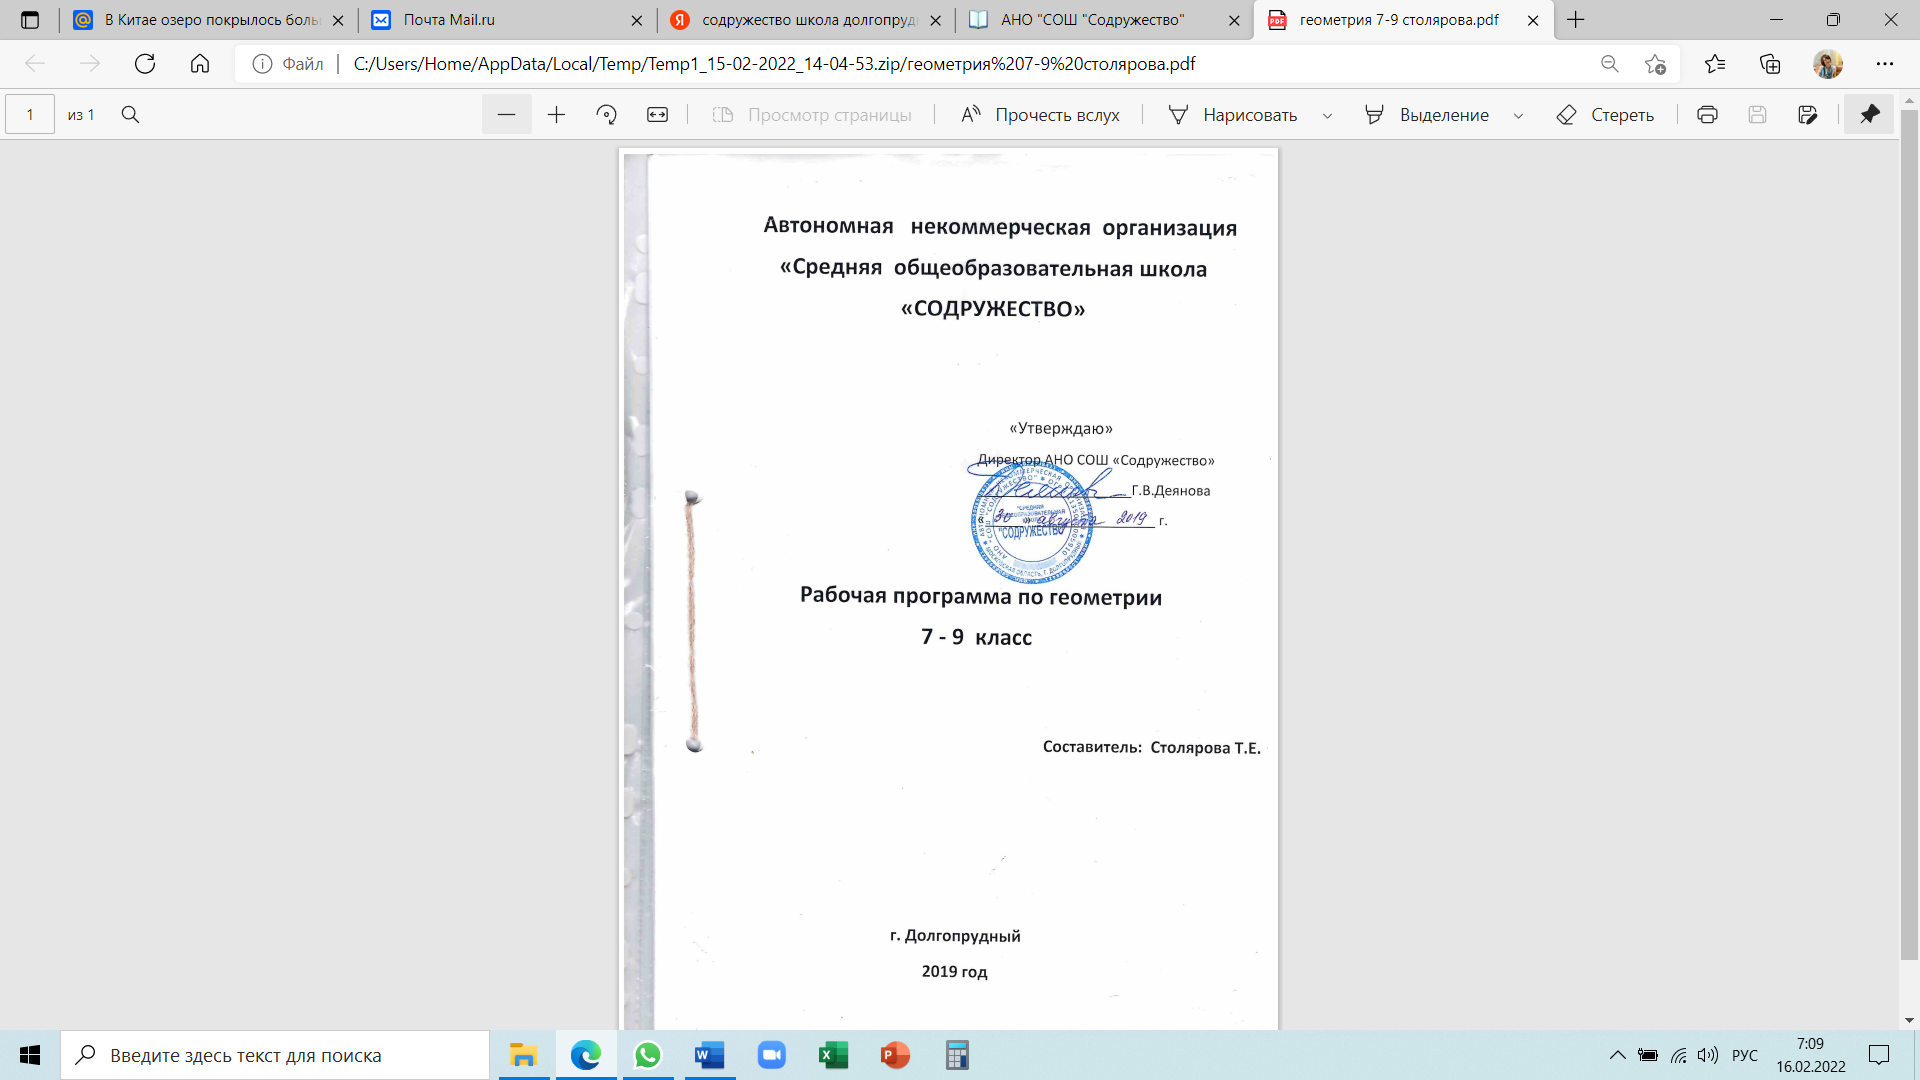 В Китае озеро покрылось боль
Почта Mail.ru
содружество школа долгопруд
АНО "СОШ "Содружество"
геометрия 7-9 столярова.pdf
Файл C:/Users/Home/AppData/Local/Temp/Temp1_15-02-2022_14-04-53.zip/геометрия%207-9%20столярова.pdf
1 из 1 Просмотр страницы Прочесть вслух Нарисовать Выделение Стереть
Автономная некоммерческая организация
«Средняя общеобразовательная школа
«СОДРУЖЕСТВО»
«Утверждаю»
Директор АНО СОШ «Содружество»
Г.В.Деянова
« 30 » августа 2019 г.
"СРЕДНЯЯ
ОБЩЕОБРАЗОВАТЕЛЬНАЯ
ШКОЛА
"СОДРУЖЕСТВО"
Рабочая программа по геометрии
7 - 9 класс
Составитель: Столярова Т.Е.
г. Долгопрудный
2019 год
Введите здесь текст для поиска
РУС
7:09
16.02.2022